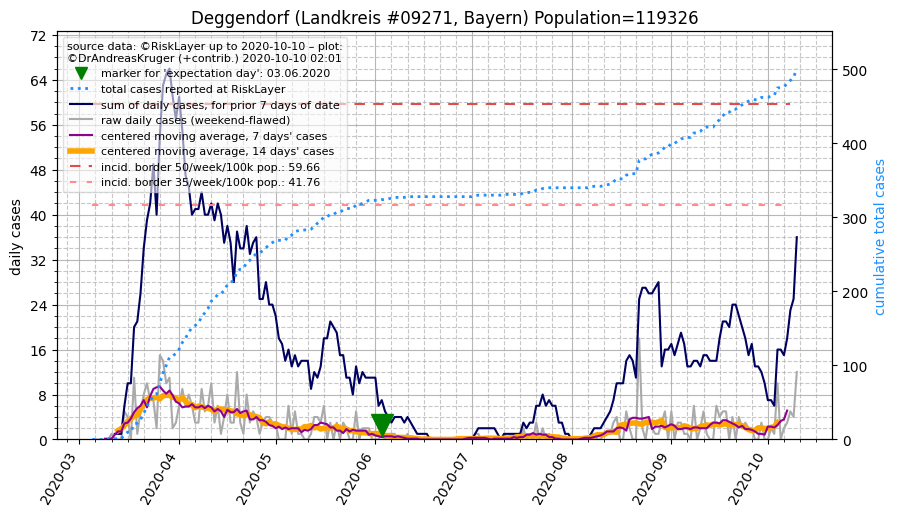 Deggendorf (Landkreis #09271, Bayern) Population=119326
source data: ©RiskLayer up to 2020-10-10 – plot:
©DrAndreasKruger (+contrib.) 2020-10-10 02:01
marker for 'expectation day': 03.06.2020
total cases reported at RiskLayer
sum of daily cases, for prior 7 days of date
raw daily cases (weekend-flawed)
centered moving average, 7 days' cases
centered moving average, 14 days' cases
incid. border 50/week/100k pop.: 59.66
incid. border 35/week/100k pop.: 41.76
daily cases
72
64
56
48
40
32
24
16
8
0
cumulative total cases
500
400
300
200
100
0
2020-03
2020-04
2020-05
2020-06
2020-07
2020-08
2020-09
2020-10